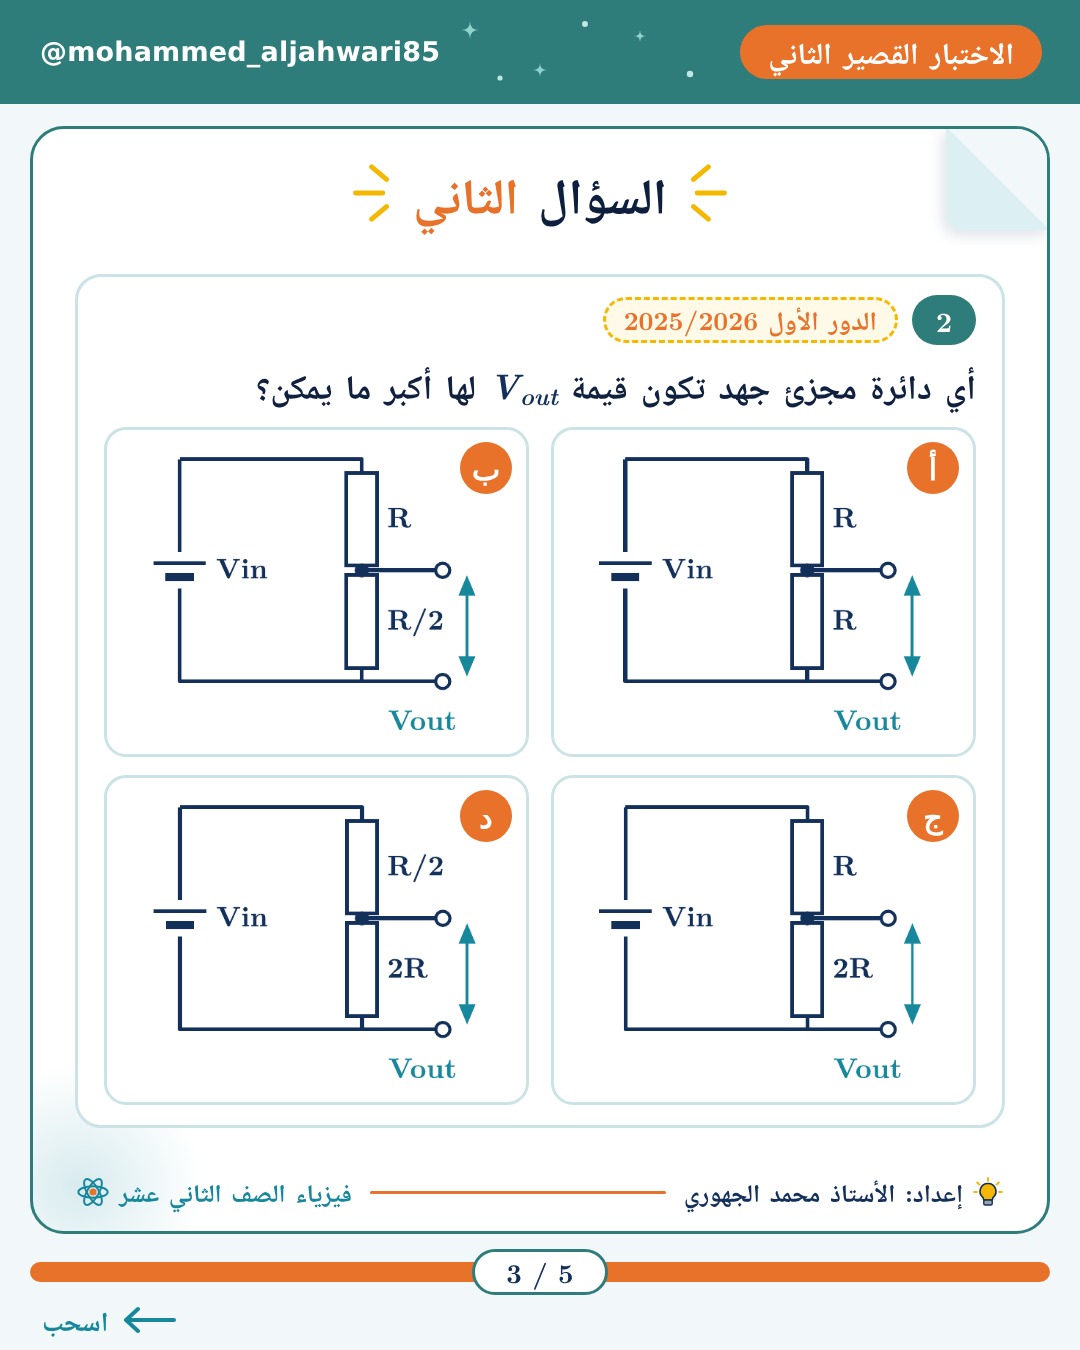 الاختبار القصير الثاني
@mohammed_aljahwari85
السؤال الثاني
2 الدور الأول 2025/2026
أي دائرة مجزئ جهد تكون قيمة Vout لها أكبر ما يمكن؟
أ
R
Vin
R
Vout
ب
R
Vin
R/2
Vout
ج
R
Vin
2R
Vout
د
R/2
Vin
2R
Vout
إعداد: الأستاذ محمد الجهوري
فيزياء الصف الثاني عشر
3 / 5
اسحب